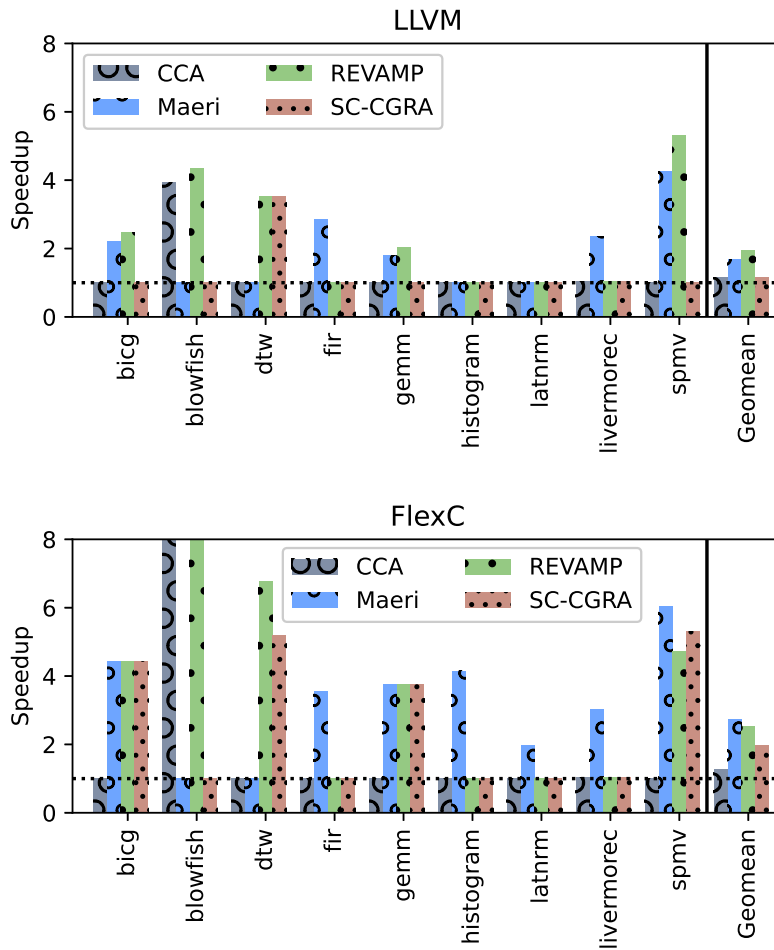 LLVM
8
6
4
2
0
Speedup
CCA
REVAMP
Maeri
SC-CGRA
bicg
blowfish
dtw
fir
gemm
histogram
latnrm
livermorec
spmv
Geomean
FlexC
8
6
4
2
0
Speedup
CCA
REVAMP
Maeri
SC-CGRA
bicg
blowfish
dtw
fir
gemm
histogram
latnrm
livermorec
spmv
Geomean